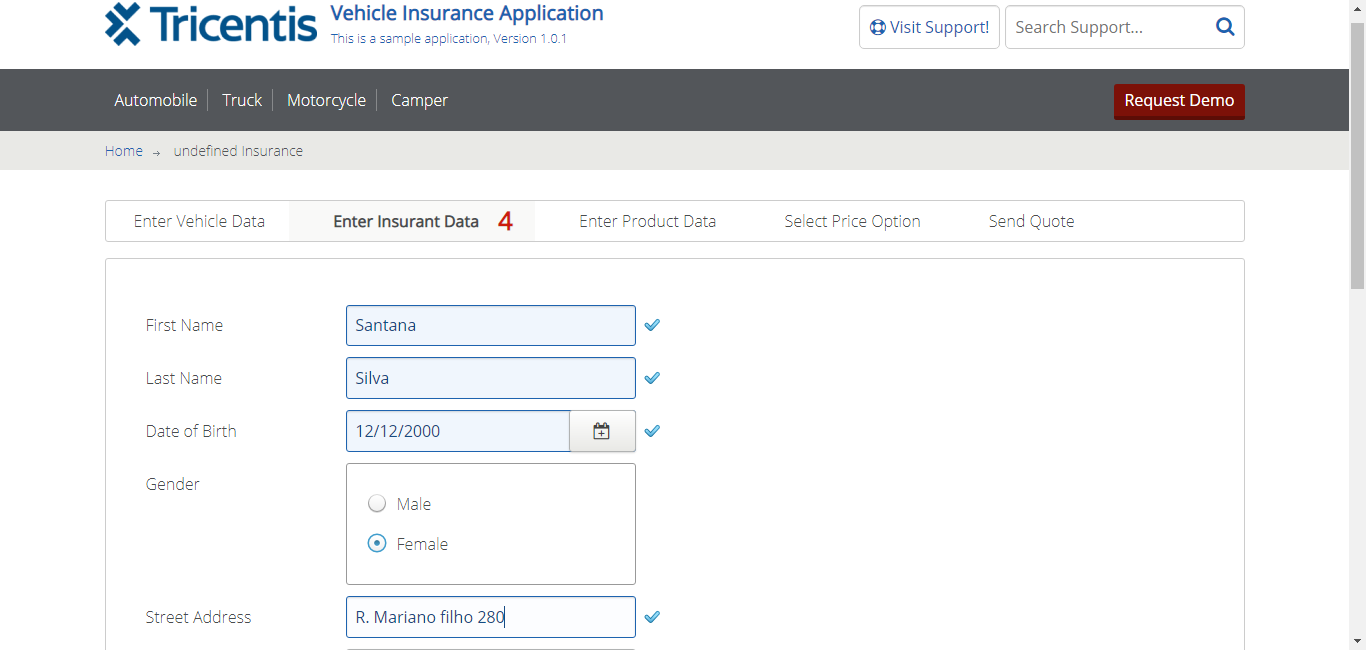 Tricentis
Vehicle Insurance Application
This is a sample application, Version 1.0.1
Visit Support!
Search Support...
Automobile
Truck
Motorcycle
Camper
Request Demo
Home → undefined Insurance
Enter Vehicle Data
Enter Insurant Data 4
Enter Product Data
Select Price Option
Send Quote
First Name
Santana
Last Name
Silva
Date of Birth
12/12/2000
Gender
Male
Female
Street Address
R. Mariano filho 280